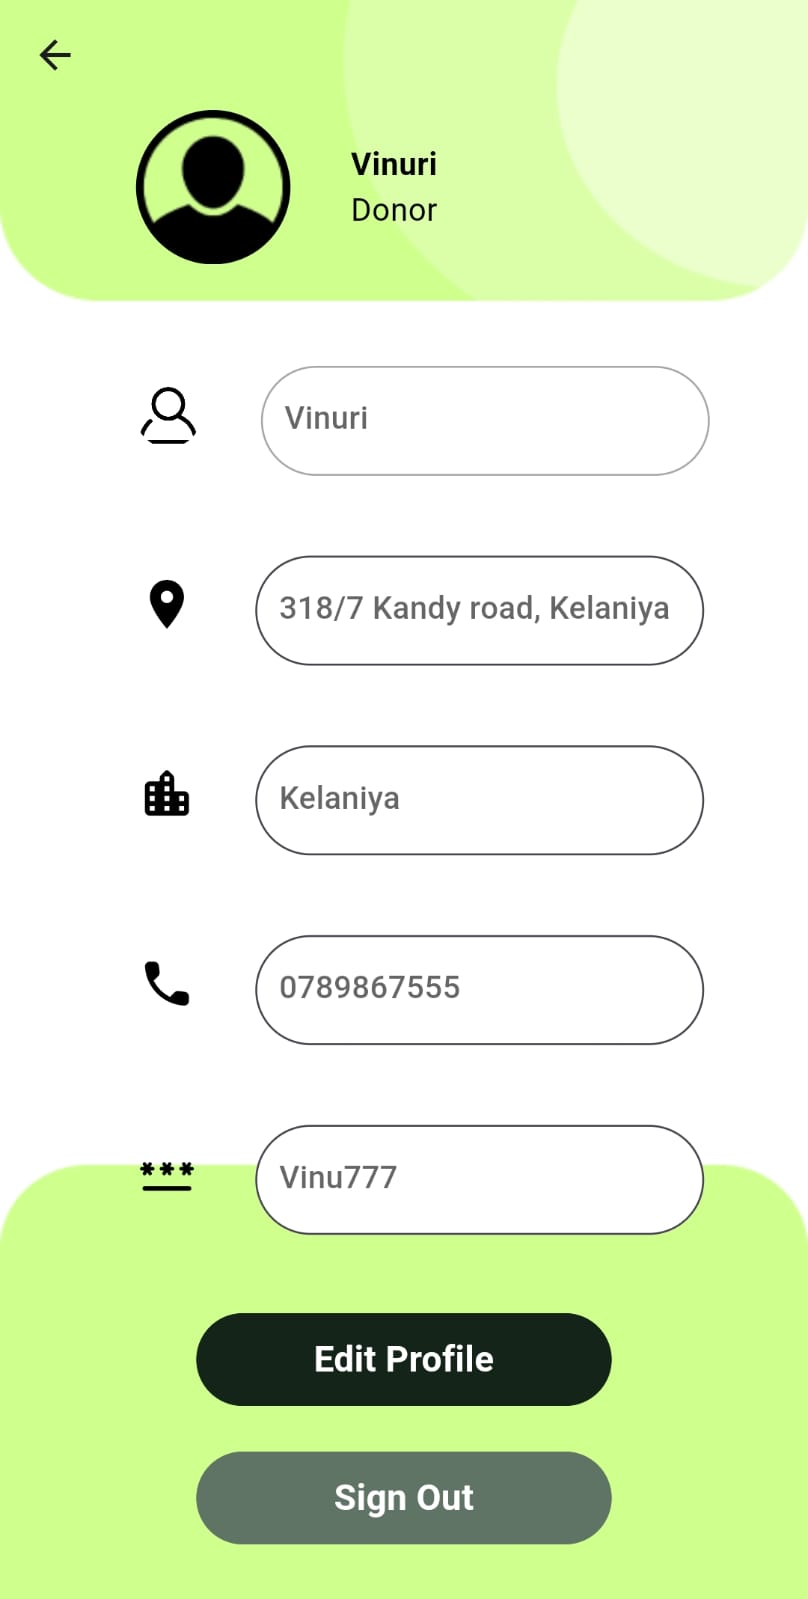 Vinuri
Donor
Vinuri
318/7 Kandy road, Kelaniya
Kelaniya
0789867555
***
Vinu777
Edit Profile
Sign Out